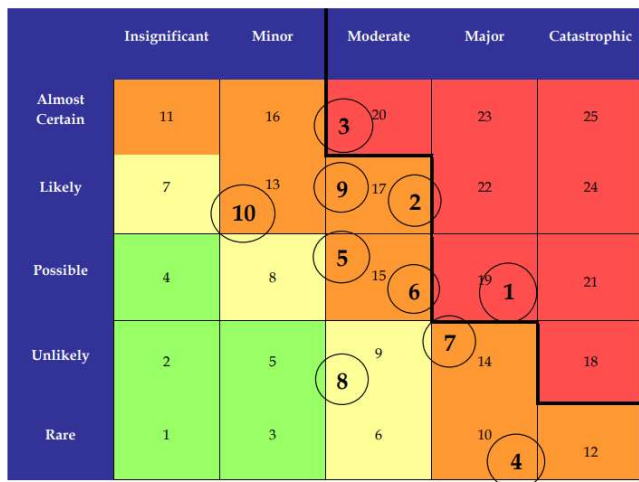 Insignificant Minor Moderate Major Catastrophic
Almost
Certain 11 16 3 20 23 25
Likely 7 13 10 9 17 2 22 24
Possible 4 8 5 15 6 19 1 21
Unlikely 2 5 8 9 7 14 18
Rare 1 3 6 10 4 12